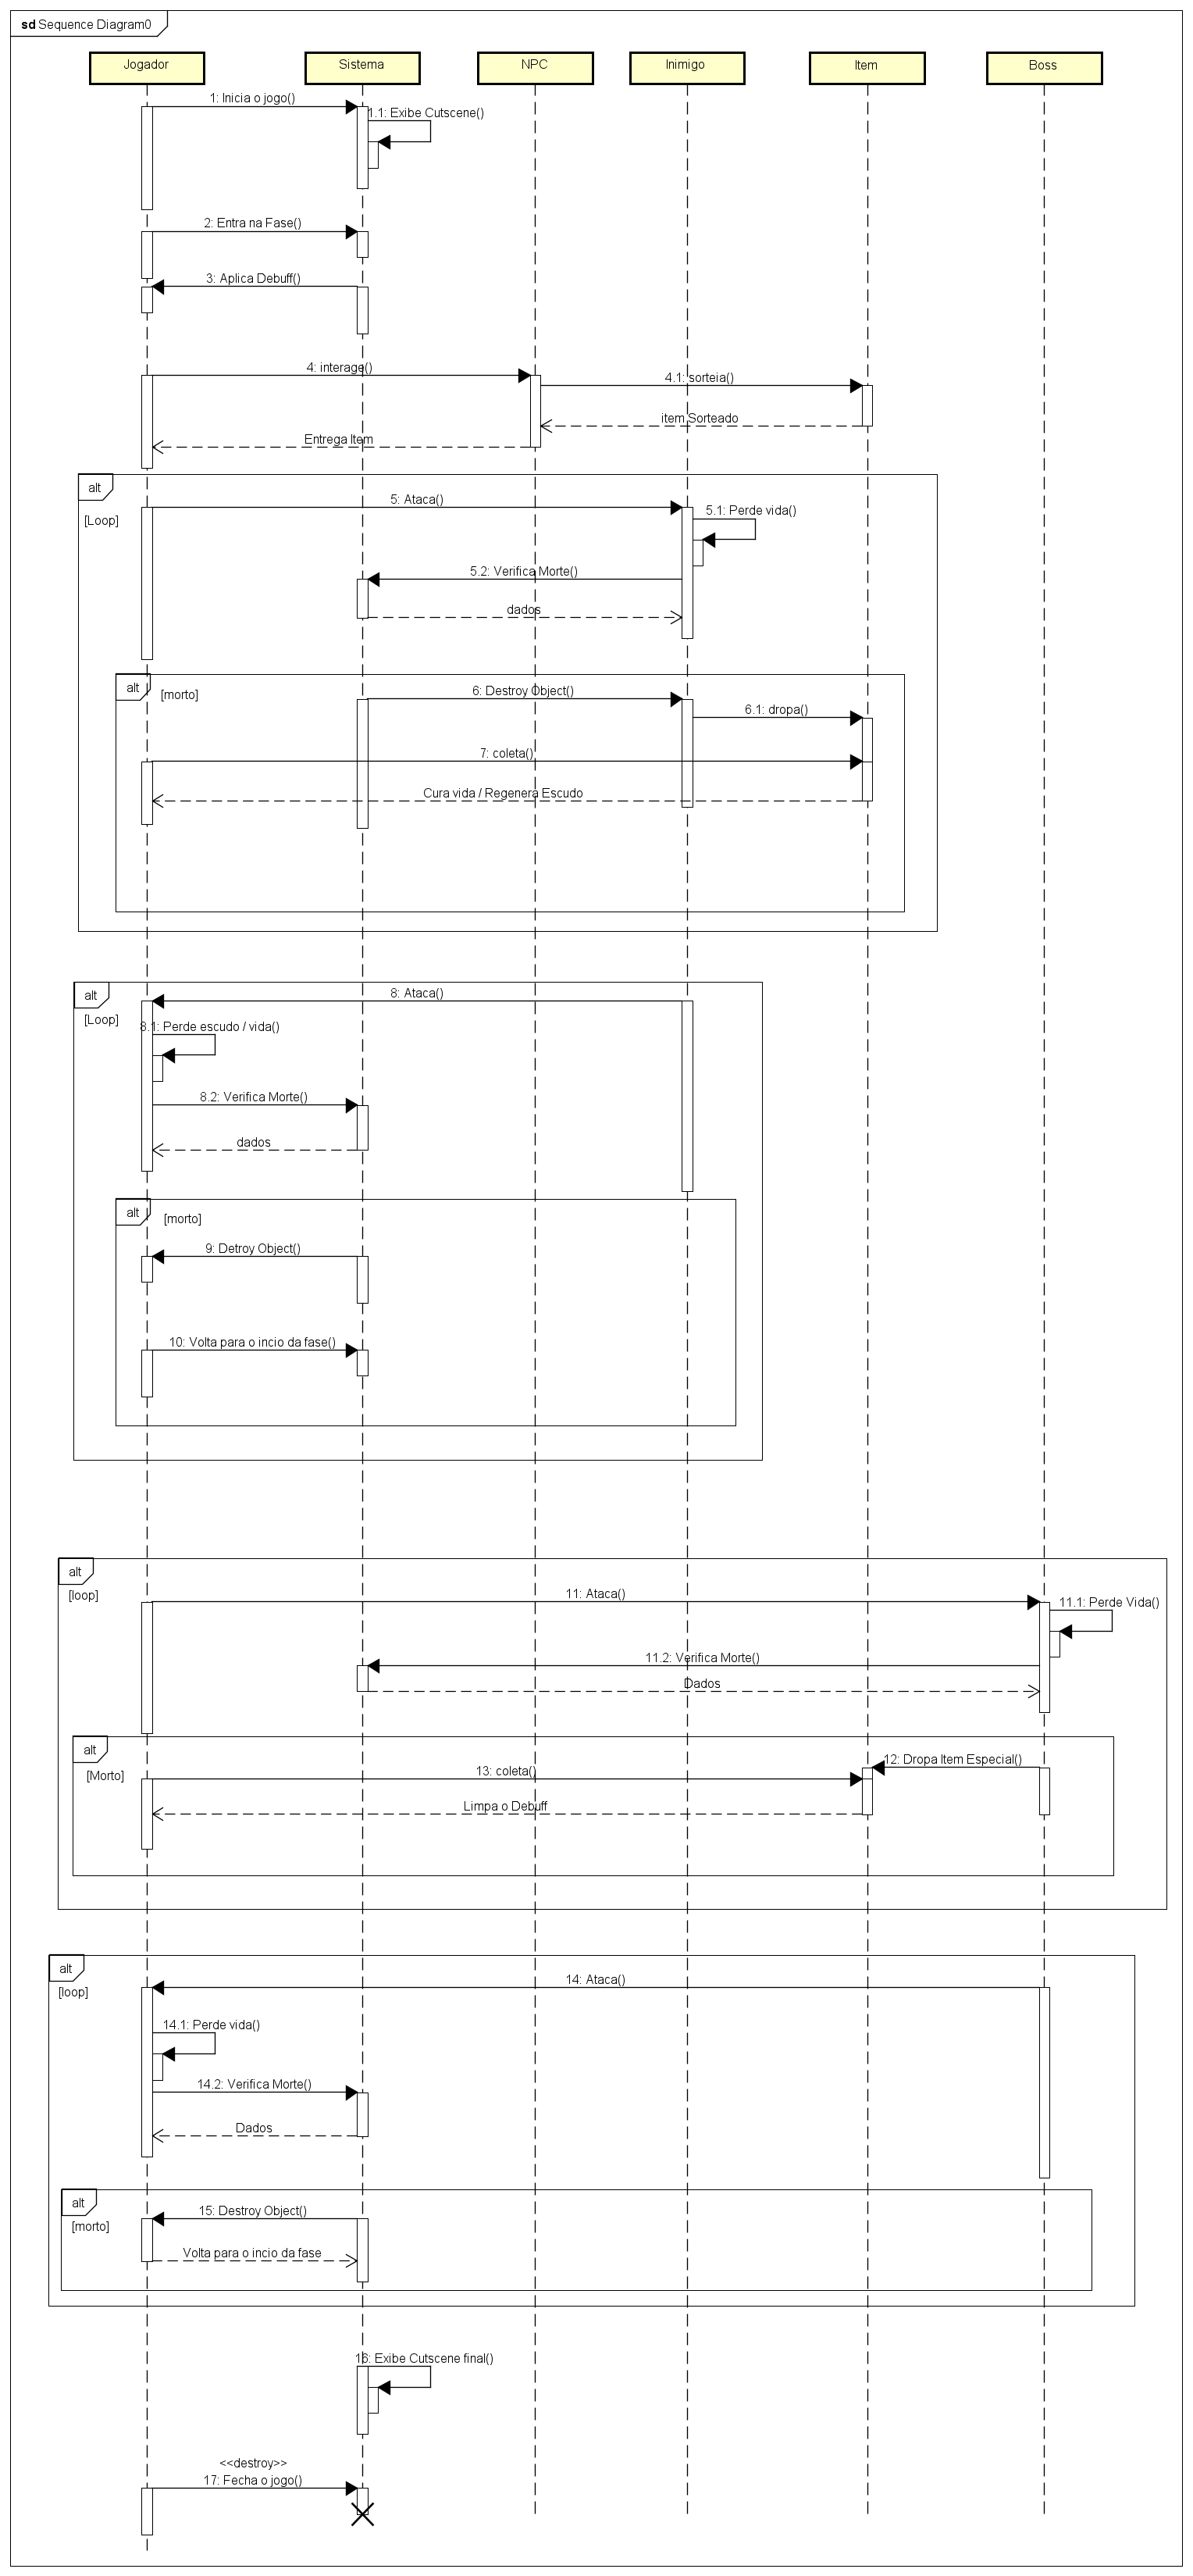 sd Sequence Diagram0
Jogador
Sistema
NPC
Inimigo
Item
Boss
1: Inicia o jogo()
1.1: Exibe Cutscene()
2: Entra na Fase()
3: Aplica Debuff()
4: interage()
4.1: sorteia()
item Sorteado
Entrega Item
alt
[Loop]
5: Ataca()
5.1: Perde vida()
5.2: Verifica Morte()
dados
alt
[morto]
6: Destroy Object()
6.1: dropa()
7: coleta()
Cura vida / Regenera Escudo
alt
[Loop]
8: Ataca()
8.1: Perde escudo / vida()
8.2: Verifica Morte()
dados
alt
[morto]
9: Detroy Object()
10: Volta para o incio da fase()
alt
[loop]
11: Ataca()
11.1: Perde Vida()
11.2: Verifica Morte()
Dados
alt
[Morto]
12: Dropa Item Especial()
13: coleta()
Limpa o Debuff
alt
[loop]
14: Ataca()
14.1: Perde vida()
14.2: Verifica Morte()
Dados
alt
[morto]
15: Destroy Object()
Volta para o incio da fase
16: Exibe Cutscene final()
<<destroy>>
17: Fecha o jogo()